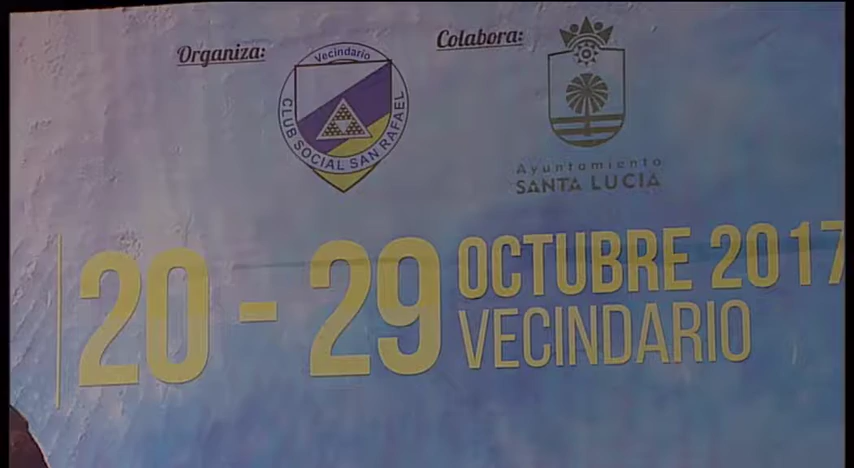 Organiza:
Colabora:
Vecindario
CLUB SOCIAL SAN RAFAEL
Ayuntamiento
SANTA LUCIA
20 - 29
OCTUBRE 2017
VECINDARIO